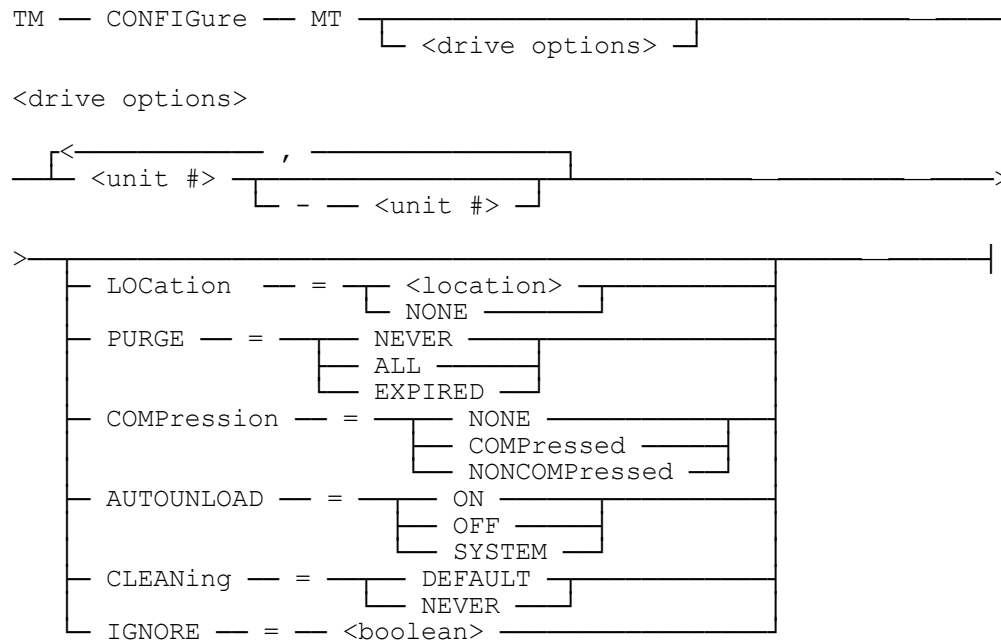 TM — CONFIGure — MT
<drive options>
<drive options>
< ,
<unit #>
- — <unit #> >
>
LOCation — = <location>
NONE
PURGE — = NEVER
ALL
EXPIRED
COMPression — = NONE
COMPressed
NONCOMPressed
AUTOUNLOAD — = ON
OFF
SYSTEM
CLEANing — = DEFAULT
NEVER
IGNORE — = — <boolean>